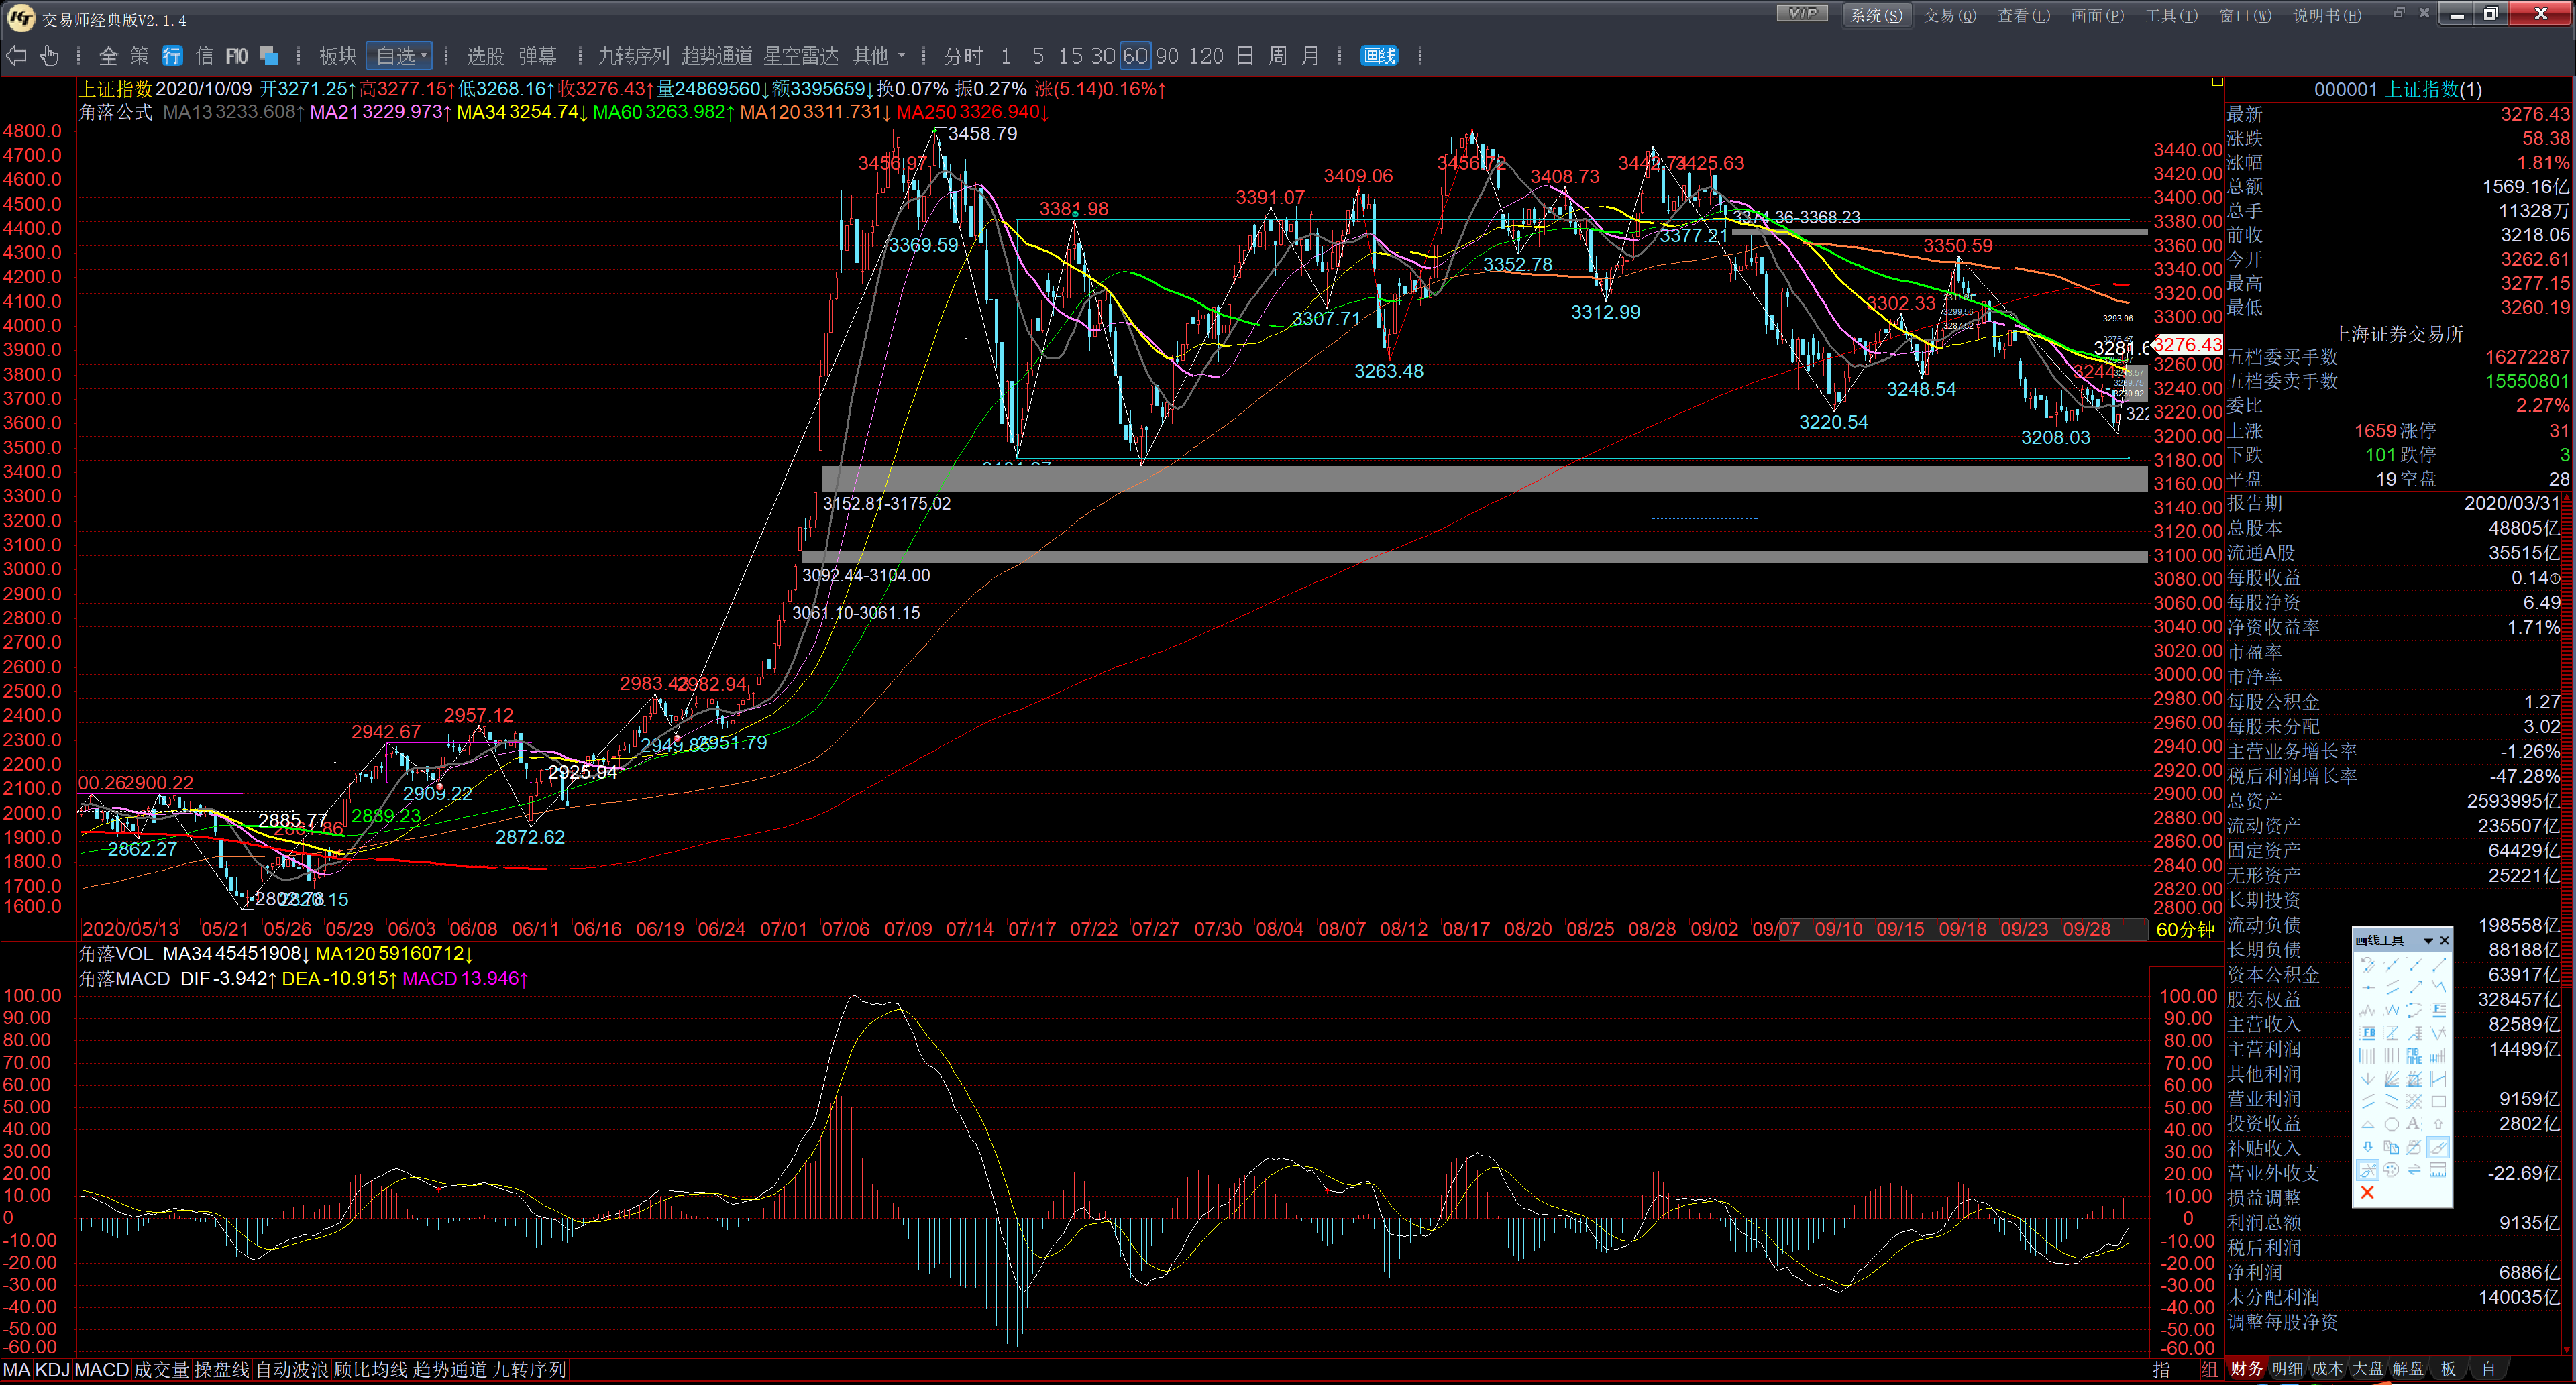 交易师经典版V2.1.4
VIP 系统(S) 交易(Q) 查看(L) 画面(P) 工具(T) 窗口(W) 说明书(H)
全 策 行 信 F10 板块 自选 选股 弹幕 九转序列 趋势通道 星空雷达 其他 分时 1 5 15 30 60 90 120 日 周 月 画线
上证指数 2020/10/09 开3271.25↑ 高3277.15↑ 低3268.16↑ 收3276.43↑ 量24869560↓ 额3395659↓ 换0.07% 振0.27% 涨(5.14)0.16%↑
角落公式 MA13 3233.608↑ MA21 3229.973↑ MA34 3254.74↓ MA60 3263.982↑ MA120 3311.731↓ MA250 3326.940↓
4800.0
4700.0
4600.0
4500.0
4400.0
4300.0
4200.0
4100.0
4000.0
3900.0
3800.0
3700.0
3600.0
3500.0
3400.0
3300.0
3200.0
3100.0
3000.0
2900.0
2800.0
2700.0
2600.0
2500.0
2400.0
2300.0
2200.0
2100.0
2000.0
1900.0
1800.0
1700.0
1600.0
3458.79
3456.97
3369.59
3381.98
3391.07
3409.06
3307.71
3263.48
3456.72
3408.73
3352.78
3312.99
3425.63
3377.21
3374.36-3368.23
3350.59
3302.33
3299.56
3287.52
3220.54
3248.54
3208.03
3293.96
3152.81-3175.02
3092.44-3104.00
3061.10-3061.15
2982.94
2951.79
2957.12
2942.67
2925.94
2909.22
2872.62
2900.22
2885.77
2889.23
2862.27
3440.00
3420.00
3400.00
3380.00
3360.00
3340.00
3320.00
3300.00
3276.43
3260.00
3240.00
3220.00
3200.00
3180.00
3160.00
3140.00
3120.00
3100.00
3080.00
3060.00
3040.00
3020.00
3000.00
2980.00
2960.00
2940.00
2920.00
2900.00
2880.00
2860.00
2840.00
2820.00
2800.00
2020/05/13 05/21 05/26 05/29 06/03 06/08 06/11 06/16 06/19 06/24 07/01 07/06 07/09 07/14 07/17 07/22 07/27 07/30 08/04 08/07 08/12 08/17 08/20 08/25 08/28 09/02 09/07 09/10 09/15 09/18 09/23 09/28 60分钟
角落VOL MA34 45451908↓ MA120 59160712↓
角落MACD DIF -3.942↑ DEA -10.915↑ MACD 13.946↑
100.00 100.00
90.00 90.00
80.00 80.00
70.00 70.00
60.00 60.00
50.00 50.00
40.00 40.00
30.00 30.00
20.00 20.00
10.00 10.00
0 0
-10.00 -10.00
-20.00 -20.00
-30.00 -30.00
-40.00 -40.00
-50.00 -50.00
-60.00 -60.00
MA KDJ MACD 成交量 操盘线 自动波浪 顾比均线 趋势通道 九转序列 指 组
000001 上证指数(1)
最新 3276.43
涨跌 58.38
涨幅 1.81%
总额 1569.16亿
总手 11328万
前收 3218.05
今开 3262.61
最高 3277.15
最低 3260.19
上海证券交易所
五档委买手数 16272287
五档委卖手数 15550801
委比 2.27%
上涨 1659 涨停 31
下跌 101 跌停 3
平盘 19 空盘 28
报告期 2020/03/31
总股本 48805亿
流通A股 35515亿
每股收益 0.14①
每股净资 6.49
净资收益率 1.71%
市盈率
市净率
每股公积金 1.27
每股未分配 3.02
主营业务增长率 -1.26%
税后利润增长率 -47.28%
总资产 2593995亿
流动资产 235507亿
固定资产 64429亿
无形资产 25221亿
长期投资
流动负债 198558亿
长期负债 88188亿
资本公积金 63917亿
股东权益 328457亿
主营收入 82589亿
主营利润 14499亿
其他利润
营业利润 9159亿
投资收益 2802亿
补贴收入
营业外收支 -22.69亿
损益调整
利润总额 9135亿
税后利润
净利润 6886亿
未分配利润 140035亿
调整每股净资
画线工具
财务 明细 成本 大盘 解盘 板 自